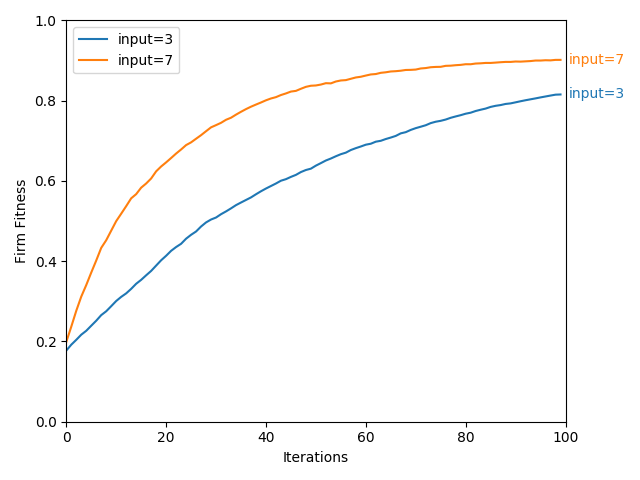 1.0
0.8
0.6
0.4
0.2
0.0
Firm Fitness
input=3
input=7
input=7
input=3
0 20 40 60 80 100
Iterations